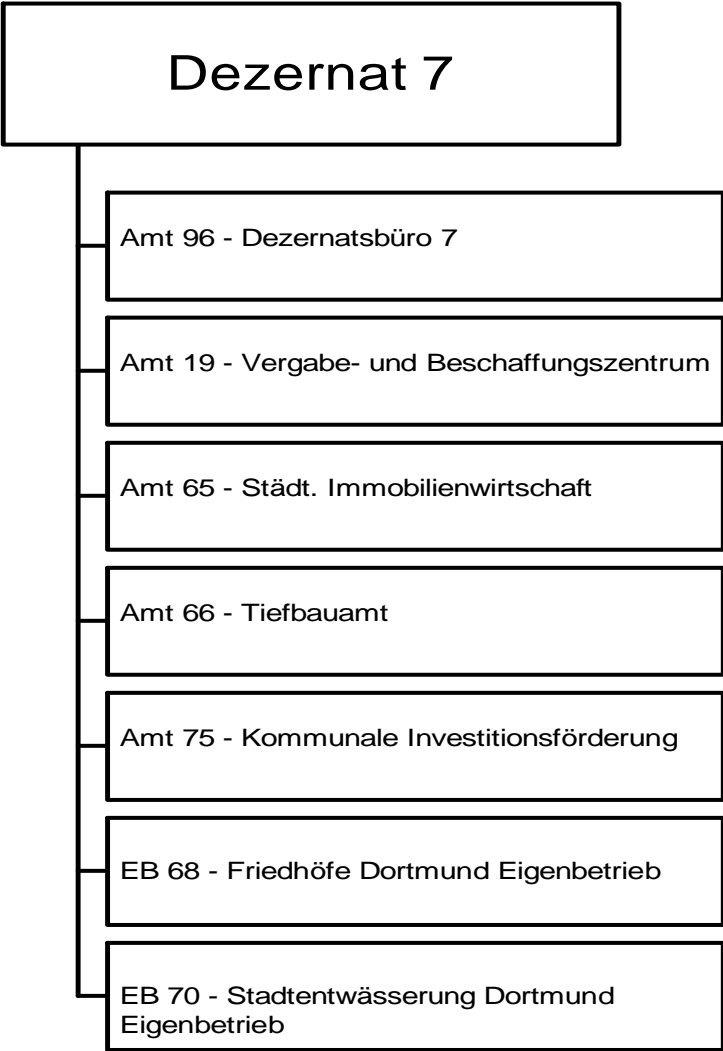 Dezernat 7
Amt 96 - Dezernatsbüro 7
Amt 19 - Vergabe- und Beschaffungszentrum
Amt 65 - Städt. Immobilienwirtschaft
Amt 66 - Tiefbauamt
Amt 75 - Kommunale Investitionsförderung
EB 68 - Friedhöfe Dortmund Eigenbetrieb
EB 70 - Stadtentwässerung Dortmund
Eigenbetrieb